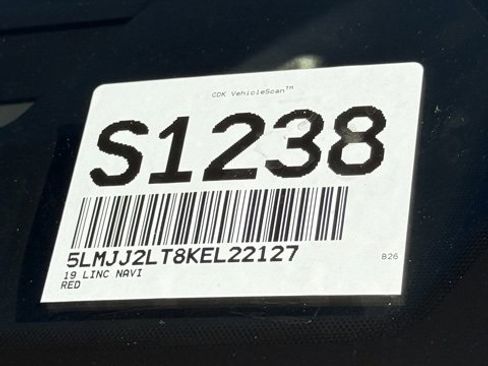 CDK VehicleScan™
S1238
5LMJJ2LT8KEL22127
19 LINC NAVI
RED
B26